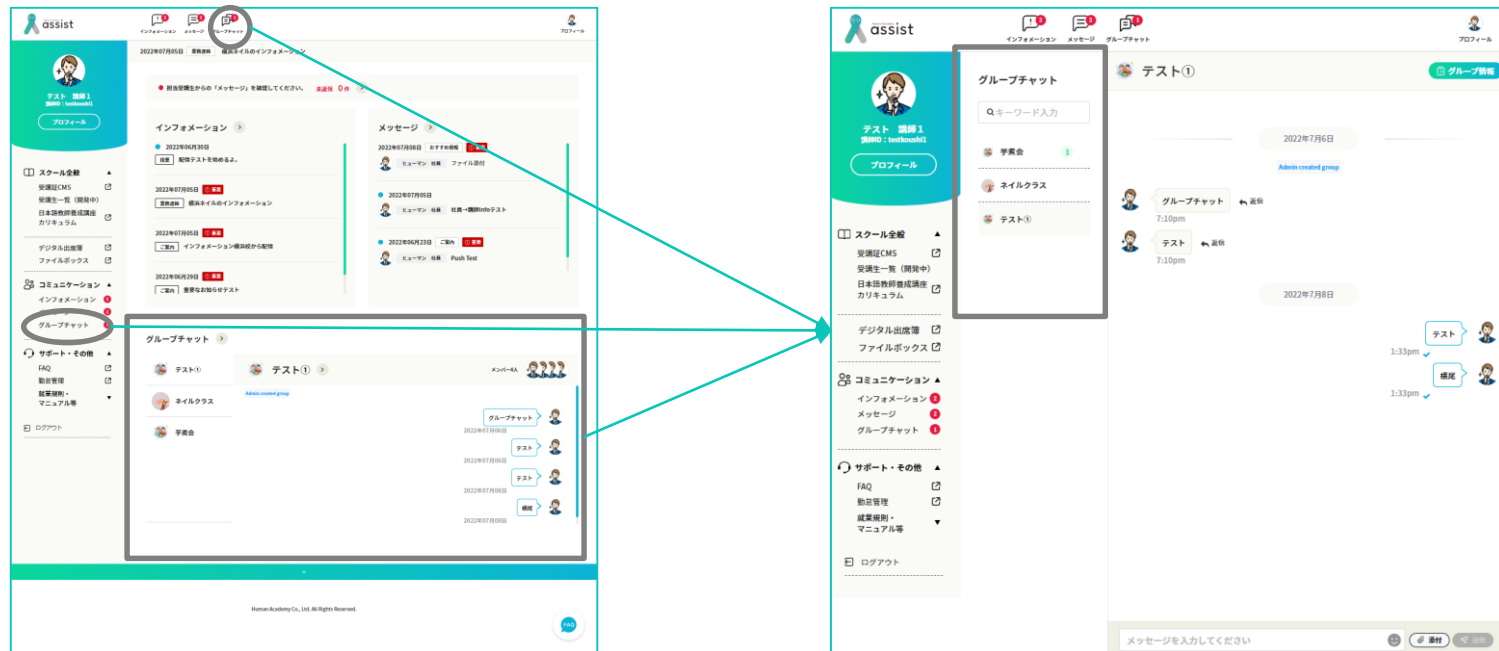 assist
インフォメーション 2
メッセージ 2
グループチャット
プロフィール
2022年07月05日 業務連絡 横浜ネイルのインフォメーション
テスト 講師1
講師ID : testkoushi1
プロフィール
担当受講生からの「メッセージ」を確認してください。 未返信 0件
インフォメーション
2022年06月30日
配信テストを始めるよ。
2022年07月05日 重要
業務連絡 横浜ネイルのインフォメーション
2022年07月05日 重要
ご案内 インフォメーション横浜校から配信
2022年06月29日 重要
ご案内 重要なお知らせテスト
メッセージ
2022年07月08日 おすすめ情報 重要
ヒューマン 社員 ファイル添付
2022年07月05日
ヒューマン 社員 社員→講師Infoテスト
2022年06月23日 ご案内 重要
ヒューマン 社員 Push Test
スクール全般
受講証CMS
受講生一覧（開発中）
日本語教師養成講座
カリキュラム
デジタル出席簿
ファイルボックス
コミュニケーション
インフォメーション 2
グループチャット
サポート・その他
FAQ
勤怠管理
就業規則・
マニュアル等
ログアウト
グループチャット
テスト①
ネイルクラス
芋煮会
テスト①
メンバー4人
Admin created group
グループチャット
2022年07月06日
テスト
2022年07月06日
テスト
2022年07月08日
横尾
2022年07月08日
Human Academy Co., Ltd. All Rights Reserved.
FAQ
assist
インフォメーション 2
メッセージ 2
グループチャット 1
プロフィール
テスト 講師1
講師ID : testkoushi1
プロフィール
スクール全般
受講証CMS
受講生一覧（開発中）
日本語教師養成講座
カリキュラム
デジタル出席簿
ファイルボックス
コミュニケーション
インフォメーション 2
メッセージ 2
グループチャット 1
サポート・その他
FAQ
勤怠管理
就業規則・
マニュアル等
ログアウト
グループチャット
キーワード入力
芋煮会 1
ネイルクラス
テスト①
テスト①
グループ情報
2022年7月6日
Admin created group
グループチャット 返信
7:10pm
テスト 返信
7:10pm
2022年7月8日
テスト
1:33pm
横尾
1:33pm
メッセージを入力してください
添付
送信